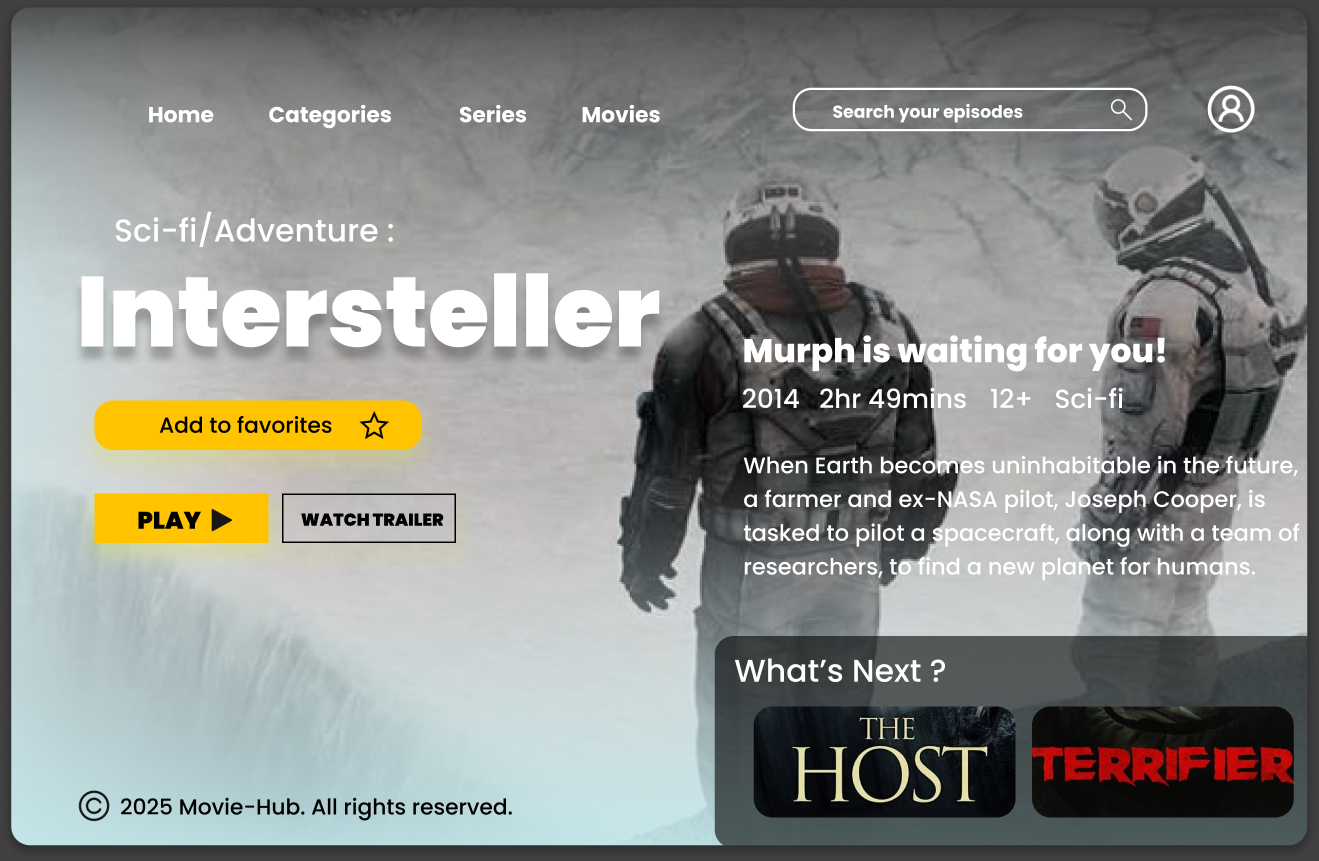 Home Categories Series Movies
Search your episodes
Sci-fi/Adventure :
Intersteller
Add to favorites
PLAY
WATCH TRAILER
Murph is waiting for you!
2014 2hr 49mins 12+ Sci-fi
When Earth becomes uninhabitable in the future,
a farmer and ex-NASA pilot, Joseph Cooper, is
tasked to pilot a spacecraft, along with a team of
researchers, to find a new planet for humans.
What's Next ?
THE
HOST
TERRIFIER
© 2025 Movie-Hub. All rights reserved.